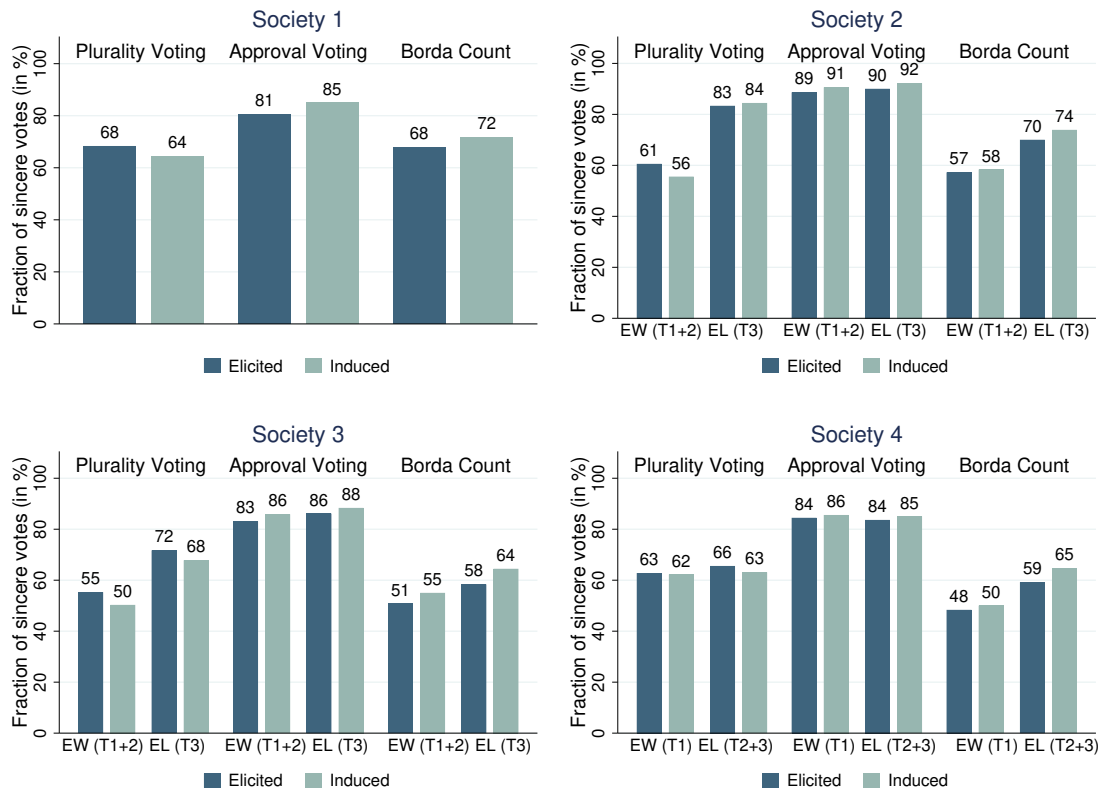 Society 1
Plurality Voting Approval Voting Borda Count
Fraction of sincere votes (in %)
0 20 40 60 80 100
68 64 81 85 68 72
Elicited Induced
Society 2
Plurality Voting Approval Voting Borda Count
Fraction of sincere votes (in %)
0 20 40 60 80 100
61 56 83 84 89 91 90 92 57 58 70 74
EW (T1+2) EL (T3) EW (T1+2) EL (T3) EW (T1+2) EL (T3)
Elicited Induced
Society 3
Plurality Voting Approval Voting Borda Count
Fraction of sincere votes (in %)
0 20 40 60 80 100
55 50 72 68 83 86 86 88 51 55 58 64
EW (T1+2) EL (T3) EW (T1+2) EL (T3) EW (T1+2) EL (T3)
Elicited Induced
Society 4
Plurality Voting Approval Voting Borda Count
Fraction of sincere votes (in %)
0 20 40 60 80 100
63 62 66 63 84 86 84 85 48 50 59 65
EW (T1) EL (T2+3) EW (T1) EL (T2+3) EW (T1) EL (T2+3)
Elicited Induced